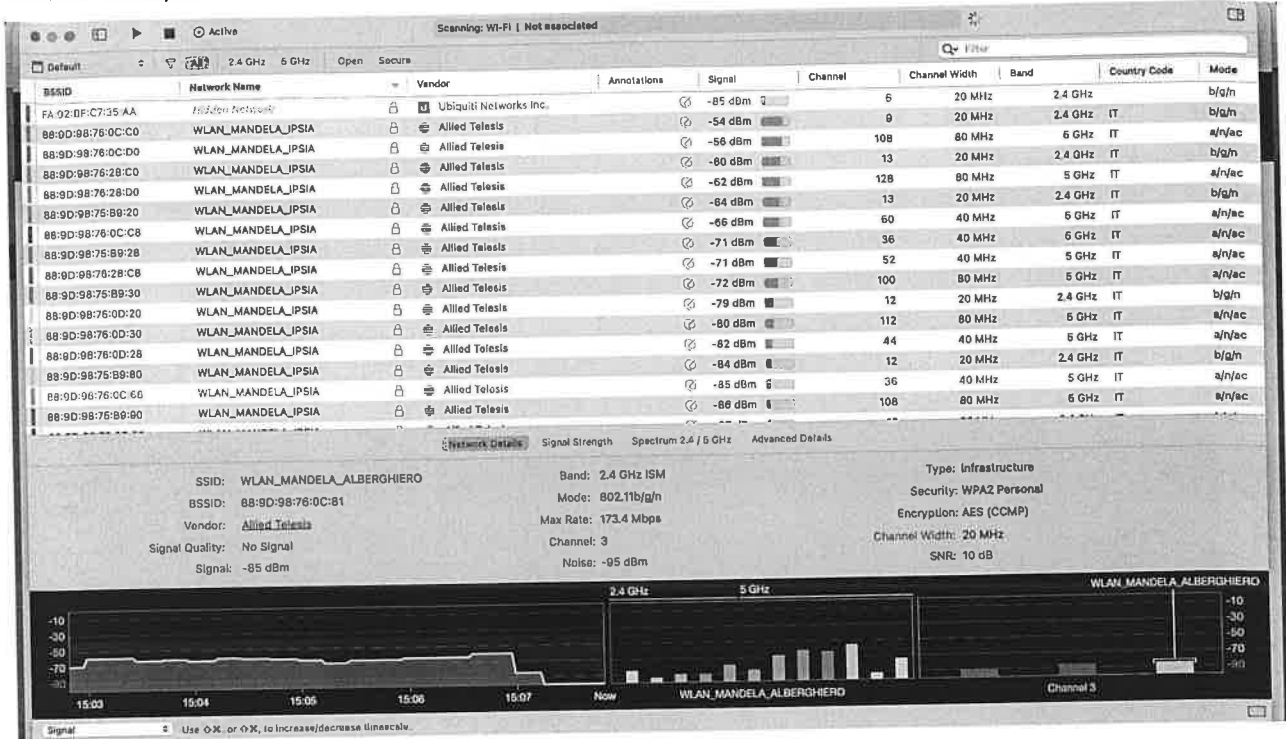 Active
Scanning: Wi-Fi | Not associated
Default All 2.4 GHz 5 GHz Open Secure
Filter
BSSID Network Name Vendor Annotations Signal Channel Channel Width Band Country Code Mode
FA:02:0F:C7:35:AA Hidden Network Ubiquiti Networks Inc. -85 dBm 6 20 MHz 2.4 GHz b/g/n
88:9D:98:76:0C:C0 WLAN_MANDELA_IPSIA Allied Telesis -54 dBm 9 20 MHz 2.4 GHz IT b/g/n
88:9D:98:76:0C:D0 WLAN_MANDELA_IPSIA Allied Telesis -56 dBm 108 80 MHz 5 GHz IT a/n/ac
88:9D:98:76:28:C0 WLAN_MANDELA_IPSIA Allied Telesis -60 dBm 13 20 MHz 2.4 GHz IT b/g/n
88:9D:98:76:28:D0 WLAN_MANDELA_IPSIA Allied Telesis -62 dBm 128 80 MHz 5 GHz IT a/n/ac
88:9D:98:75:B9:20 WLAN_MANDELA_IPSIA Allied Telesis -64 dBm 13 20 MHz 2.4 GHz IT b/g/n
88:9D:98:76:0C:C8 WLAN_MANDELA_IPSIA Allied Telesis -66 dBm 60 40 MHz 5 GHz IT a/n/ac
88:9D:98:75:B9:28 WLAN_MANDELA_IPSIA Allied Telesis -71 dBm 36 40 MHz 5 GHz IT a/n/ac
88:9D:98:76:28:C8 WLAN_MANDELA_IPSIA Allied Telesis -71 dBm 52 40 MHz 5 GHz IT a/n/ac
88:9D:98:75:B9:30 WLAN_MANDELA_IPSIA Allied Telesis -72 dBm 100 80 MHz 5 GHz IT a/n/ac
88:9D:98:76:0D:20 WLAN_MANDELA_IPSIA Allied Telesis -79 dBm 12 20 MHz 2.4 GHz IT b/g/n
88:9D:98:76:0D:30 WLAN_MANDELA_IPSIA Allied Telesis -80 dBm 112 80 MHz 5 GHz IT a/n/ac
88:9D:98:76:0D:28 WLAN_MANDELA_IPSIA Allied Telesis -82 dBm 44 40 MHz 5 GHz IT a/n/ac
88:9D:98:75:B9:80 WLAN_MANDELA_IPSIA Allied Telesis -84 dBm 12 20 MHz 2.4 GHz IT b/g/n
WLAN_MANDELA_IPSIA Allied Telesis -85 dBm 36 40 MHz 5 GHz IT a/n/ac
88:9D:98:75:B9:90 WLAN_MANDELA_IPSIA Allied Telesis -86 dBm 108 80 MHz 5 GHz IT a/n/ac
Network Details Signal Strength Spectrum 2.4 / 5 GHz Advanced Details
SSID: WLAN_MANDELA_ALBERGHIERO Band: 2.4 GHz ISM Type: Infrastructure
BSSID: 88:9D:98:76:0C:81 Mode: 802.11b/g/n Security: WPA2 Personal
Vendor: Allied Telesis Max Rate: 173.4 Mbps Encryption: AES (CCMP)
Signal Quality: No Signal Channel: 3 Channel Width: 20 MHz
Signal: -85 dBm Noise: -95 dBm SNR: 10 dB
2.4 GHz 5 GHz WLAN_MANDELA_ALBERGHIERO
-10 -10
-30 -30
-50 -50
-70 -70
-90 -90
15:03 15:04 15:05 15:06 15:07 Now WLAN_MANDELA_ALBERGHIERO Channel 3
Signal Use ⇧⌘, or ⇧⌘, to increase/decrease timescale.